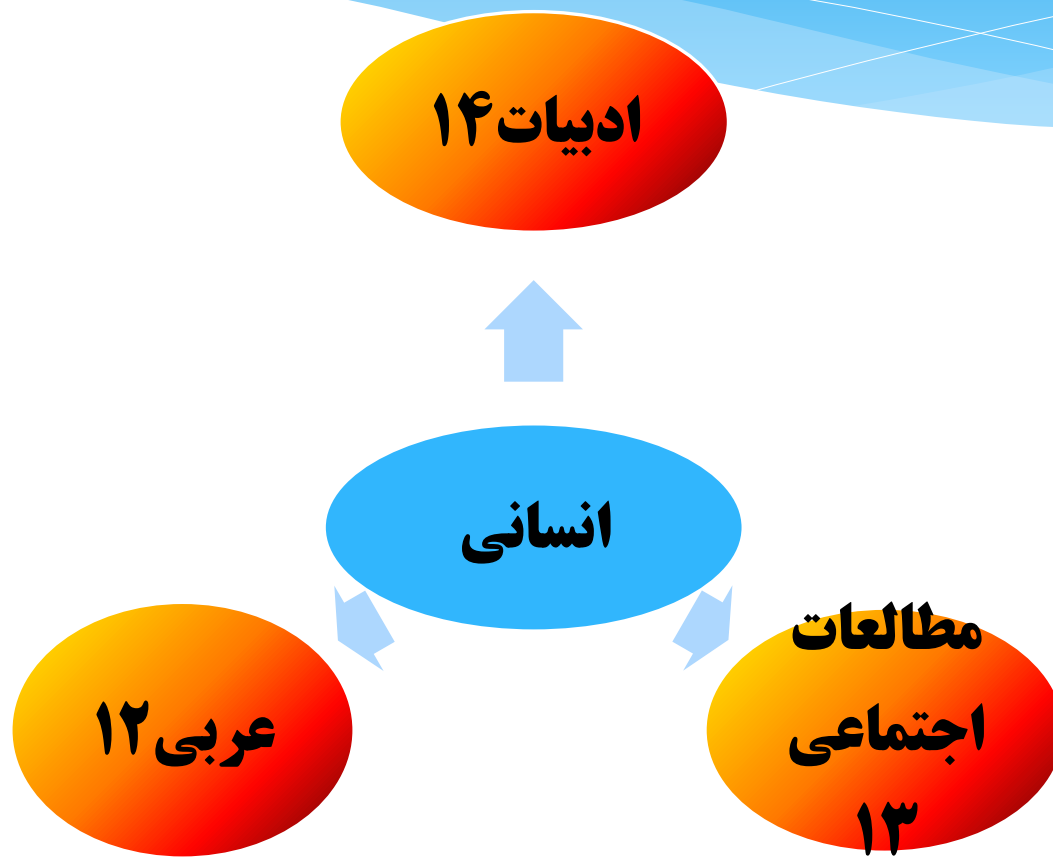 ادبیات۱۴
انسانی
مطالعات
اجتماعی
۱۳
عربی۱۲